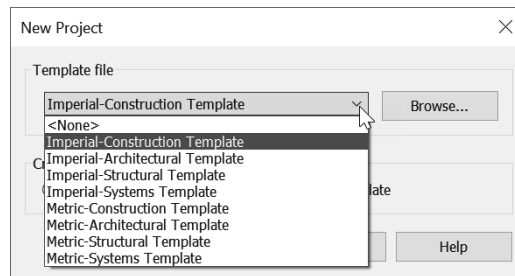 New Project
Template file
Imperial-Construction Template
Browse...
<None>
Imperial-Construction Template
Imperial-Architectural Template
Imperial-Structural Template
Imperial-Systems Template
Metric-Construction Template
Metric-Architectural Template
Metric-Structural Template
Metric-Systems Template
Help